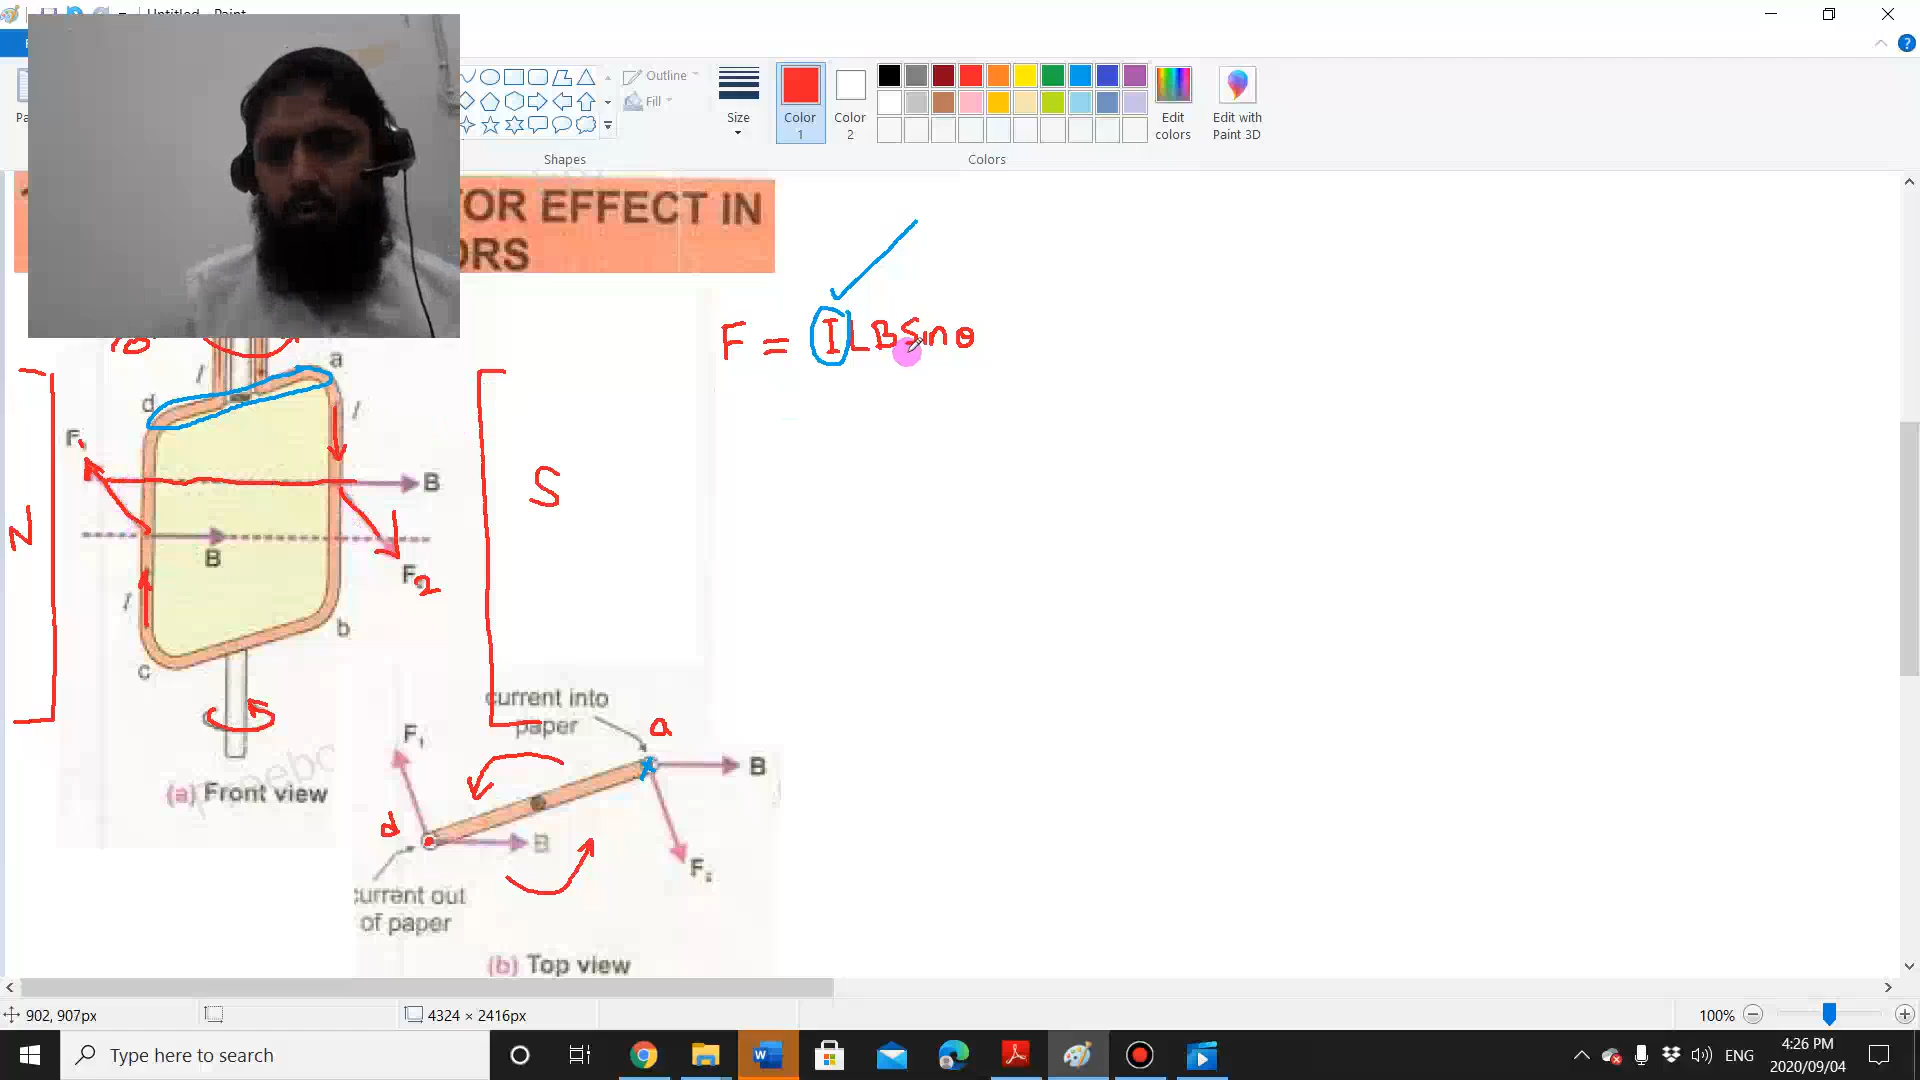 Untitled - Paint
Outline
Fill
Shapes
Size
Color 1
Color 2
Edit colors
Edit with Paint 3D
Colors
OR EFFECT IN
ORS
F = ILBSinθ
a
l
d
l
F1
B
S
N
B
F2
l
b
c
(a) Front view
current into
paper
a
F1
B
d
B
F2
current out
of paper
(b) Top view
902, 907px
4324 × 2416px
100%
Type here to search
ENG
4:26 PM
2020/09/04